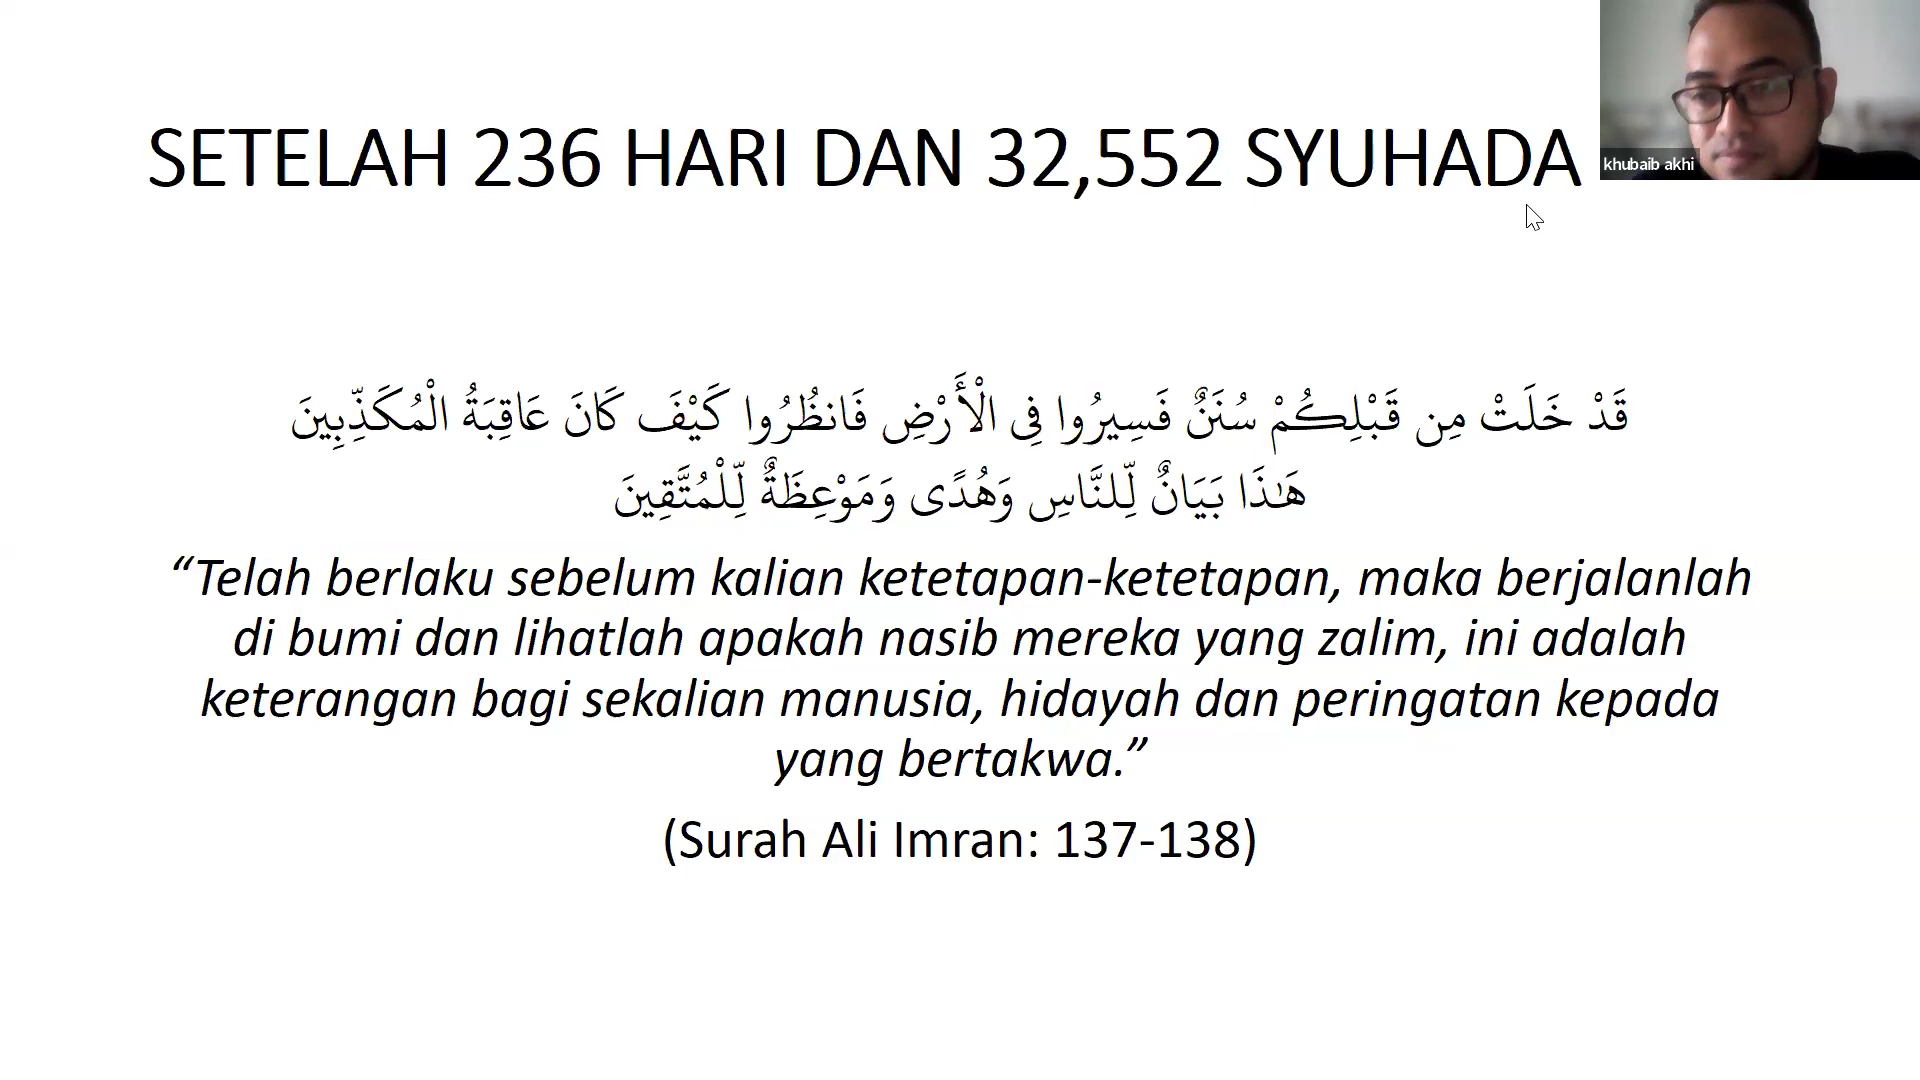 SETELAH 236 HARI DAN 32,552 SYUHADA
khubaib akhi
قَدْ خَلَتْ مِن قَبْلِكُمْ سُنَنٌ فَسِيرُوا فِى الْأَرْضِ فَانظُرُوا كَيْفَ كَانَ عَاقِبَةُ الْمُكَذِّبِينَ
هَـٰذَا بَيَانٌ لِّلنَّاسِ وَهُدًى وَمَوْعِظَةٌ لِّلْمُتَّقِينَ
“Telah berlaku sebelum kalian ketetapan-ketetapan, maka berjalanlah
di bumi dan lihatlah apakah nasib mereka yang zalim, ini adalah
keterangan bagi sekalian manusia, hidayah dan peringatan kepada
yang bertakwa.”
(Surah Ali Imran: 137-138)